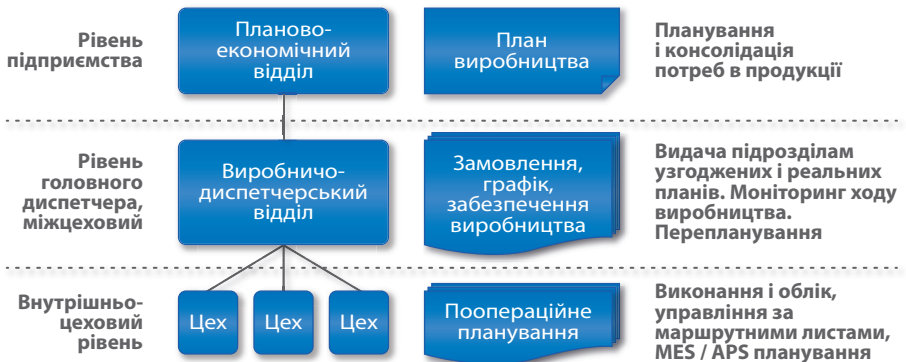 Рівень
підприємства
Планово-
економічний
відділ
План
виробництва
Планування
і консолідація
потреб в продукції
Рівень
головного
диспетчера,
міжцеховий
Виробничо-
диспетчерський
відділ
Замовлення,
графік,
забезпечення
виробництва
Видача підрозділам
узгоджених і реальних
планів. Моніторинг ходу
виробництва.
Перепланування
Внутрішньо-
цеховий
рівень
Цех
Цех
Цех
Поопераційне
планування
Виконання і облік,
управління за
маршрутними листами,
MES / APS планування